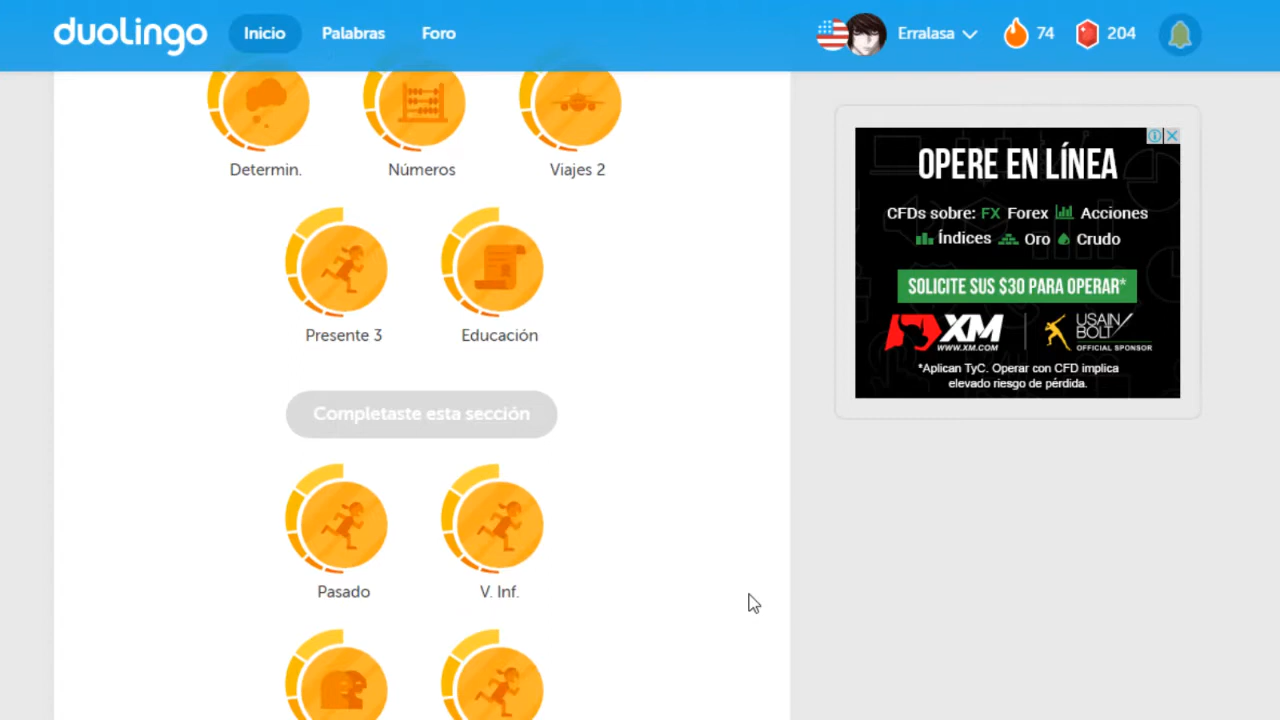 duolingo Inicio Palabras Foro Erralasa 74 204
Determin. Números Viajes 2
Presente 3 Educación
Completaste esta sección
Pasado V. Inf.
OPERE EN LÍNEA
CFDs sobre: FX Forex Acciones
Índices Oro Crudo
SOLICITE SUS $30 PARA OPERAR*
XM
WWW.XM.COM
USAIN
BOLT
OFFICIAL SPONSOR
*Aplican TyC. Operar con CFD implica
elevado riesgo de pérdida.